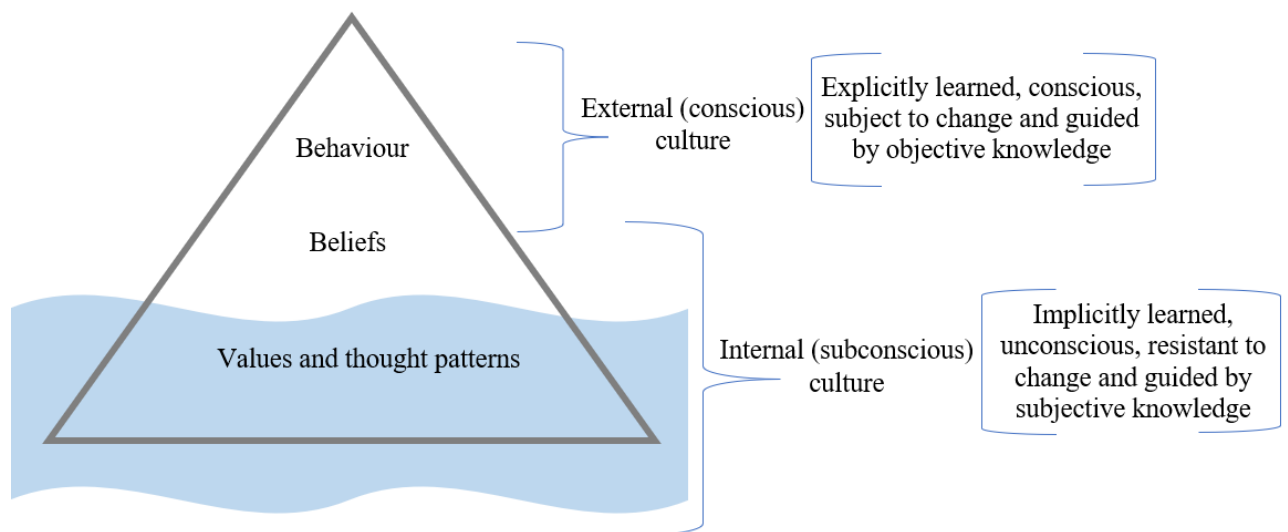 Behaviour
Beliefs
Values and thought patterns
External (conscious)
culture
Explicitly learned, conscious,
subject to change and guided
by objective knowledge
Internal (subconscious)
culture
Implicitly learned,
unconscious, resistant to
change and guided by
subjective knowledge